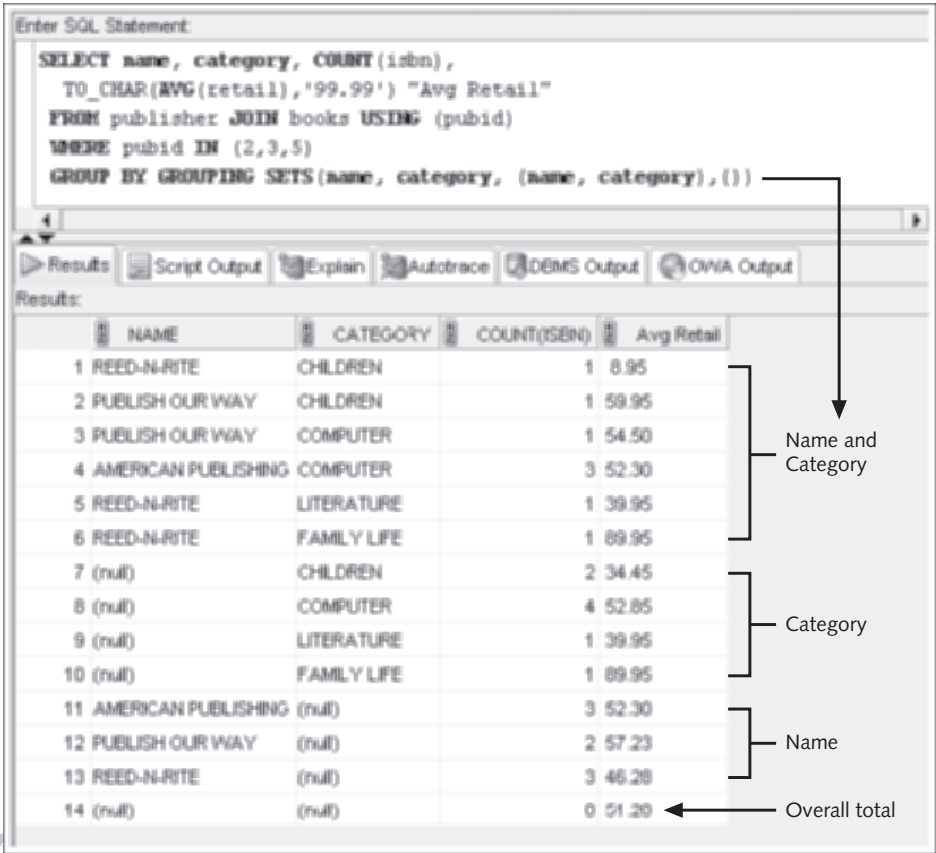 Enter SQL Statement:
SELECT name, category, COUNT(isbn),
TO_CHAR(AVG(retail),'99.99') "Avg Retail"
FROM publisher JOIN books USING (pubid)
WHERE pubid IN (2,3,5)
GROUP BY GROUPING SETS(name, category, (name, category),())
Results Script Output Explain Autotrace DBMS Output OWA Output
Results:
NAME CATEGORY COUNT(ISBN) Avg Retail
1 REED-N-RITE CHILDREN 1 8.95
2 PUBLISH OUR WAY CHILDREN 1 59.95
3 PUBLISH OUR WAY COMPUTER 1 54.50
4 AMERICAN PUBLISHING COMPUTER 3 52.30
5 REED-N-RITE LITERATURE 1 39.95
6 REED-N-RITE FAMILY LIFE 1 89.95
Name and
Category
7 (null) CHILDREN 2 34.45
8 (null) COMPUTER 4 52.85
9 (null) LITERATURE 1 39.95
10 (null) FAMILY LIFE 1 89.95
Category
11 AMERICAN PUBLISHING (null) 3 52.30
12 PUBLISH OUR WAY (null) 2 57.23
13 REED-N-RITE (null) 3 46.28
Name
14 (null) (null) 51.20
Overall total